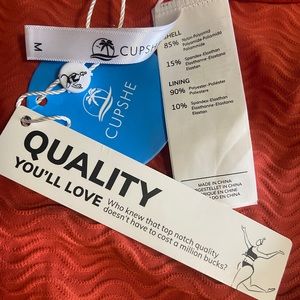 M
CUPSHE
CUPSHE
SHELL
85% Nylon-Polyamid
Polyamide-Poliamida
Poliammide
15% Spandex-Elasthan
Élasthanne-Elastano
Elastan
LINING
90% Polyester-Poliéster
Poliestere
10% Spandex-Elasthan
Élasthanne-Elastano
Elastan
MADE IN CHINA
QUALITY
YOU'LL LOVE
Who knew that top notch quality
doesn't have to cost a million bucks?